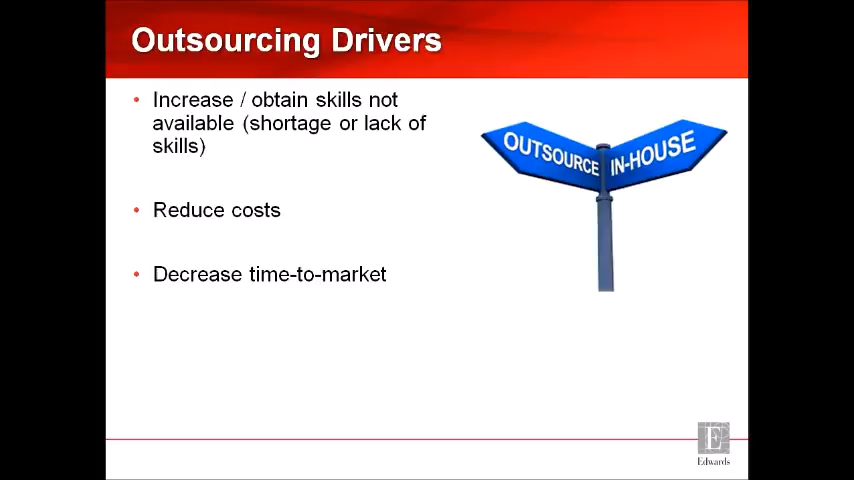 Outsourcing Drivers
• Increase / obtain skills not
available (shortage or lack of
skills)
• Reduce costs
• Decrease time-to-market
OUTSOURCE
IN-HOUSE
E
Edwards